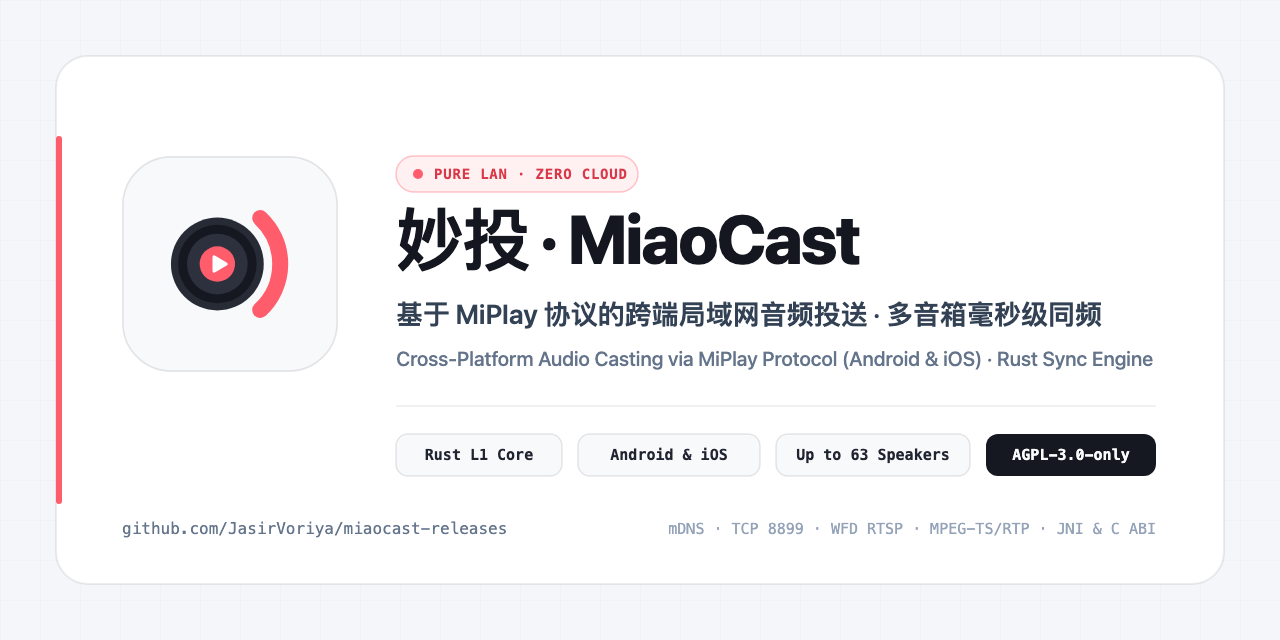 PURE LAN · ZERO CLOUD
妙投 · MiaoCast
基于 MiPlay 协议的跨端局域网音频投送 · 多音箱毫秒级同频
Cross-Platform Audio Casting via MiPlay Protocol (Android & iOS) · Rust Sync Engine
Rust L1 Core
Android & iOS
Up to 63 Speakers
AGPL-3.0-only
github.com/JasirVoriya/miaocast-releases
mDNS · TCP 8899 · WFD RTSP · MPEG-TS/RTP · JNI & C ABI